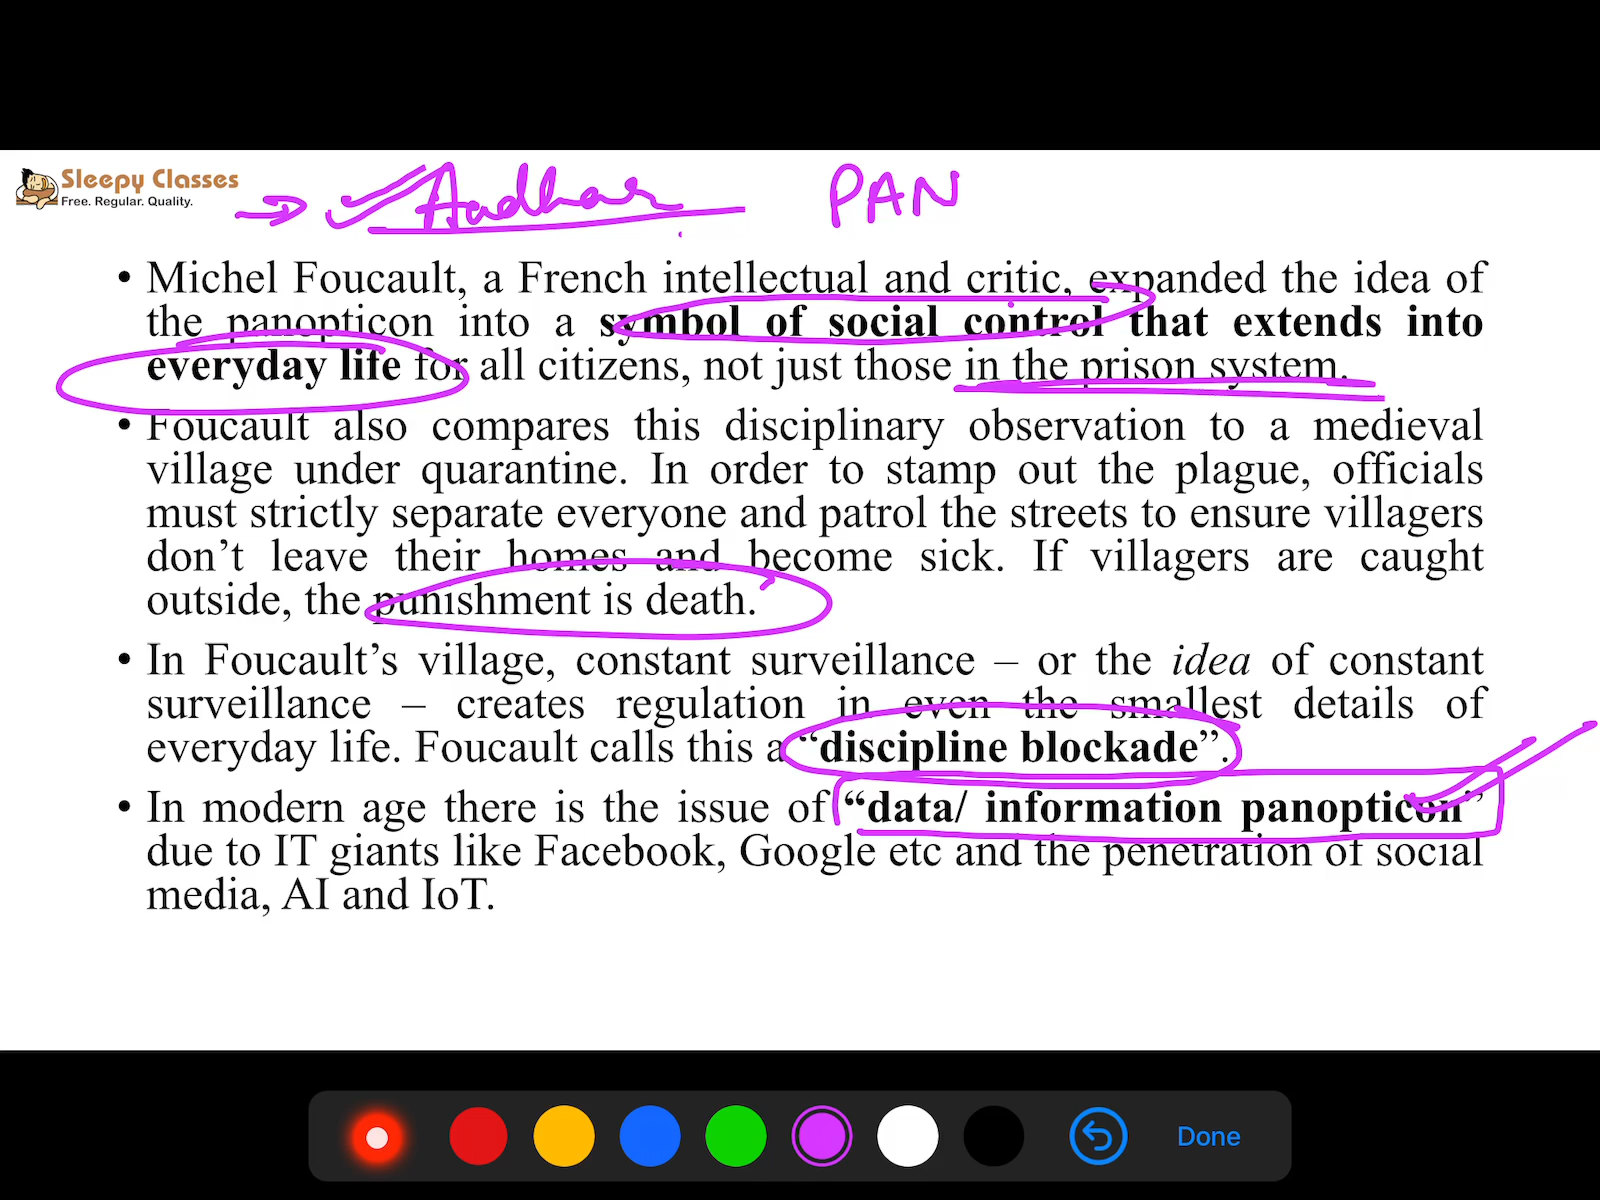 Sleepy Classes
Free. Regular. Quality.
Aadhar PAN
• Michel Foucault, a French intellectual and critic, expanded the idea of
the panopticon into a symbol of social control that extends into
everyday life for all citizens, not just those in the prison system.
• Foucault also compares this disciplinary observation to a medieval
village under quarantine. In order to stamp out the plague, officials
must strictly separate everyone and patrol the streets to ensure villagers
don’t leave their homes and become sick. If villagers are caught
outside, the punishment is death.
• In Foucault’s village, constant surveillance – or the idea of constant
surveillance – creates regulation in even the smallest details of
everyday life. Foucault calls this a “discipline blockade”.
• In modern age there is the issue of “data/ information panopticon”
due to IT giants like Facebook, Google etc and the penetration of social
media, AI and IoT.
Done